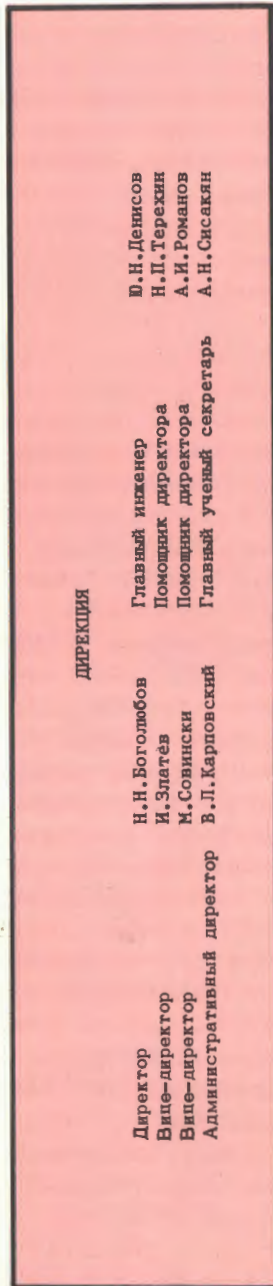 ДИРЕКЦИЯ
Директор Н.Н.Боголюбов Главный инженер Ю.Н.Денисов
Вице-директор И.Златев Помощник директора Н.П.Терехин
Вице-директор М.Совински Помощник директора А.И.Романов
Административный директор В.Л.Карповский Главный ученый секретарь А.Н.Сисакян